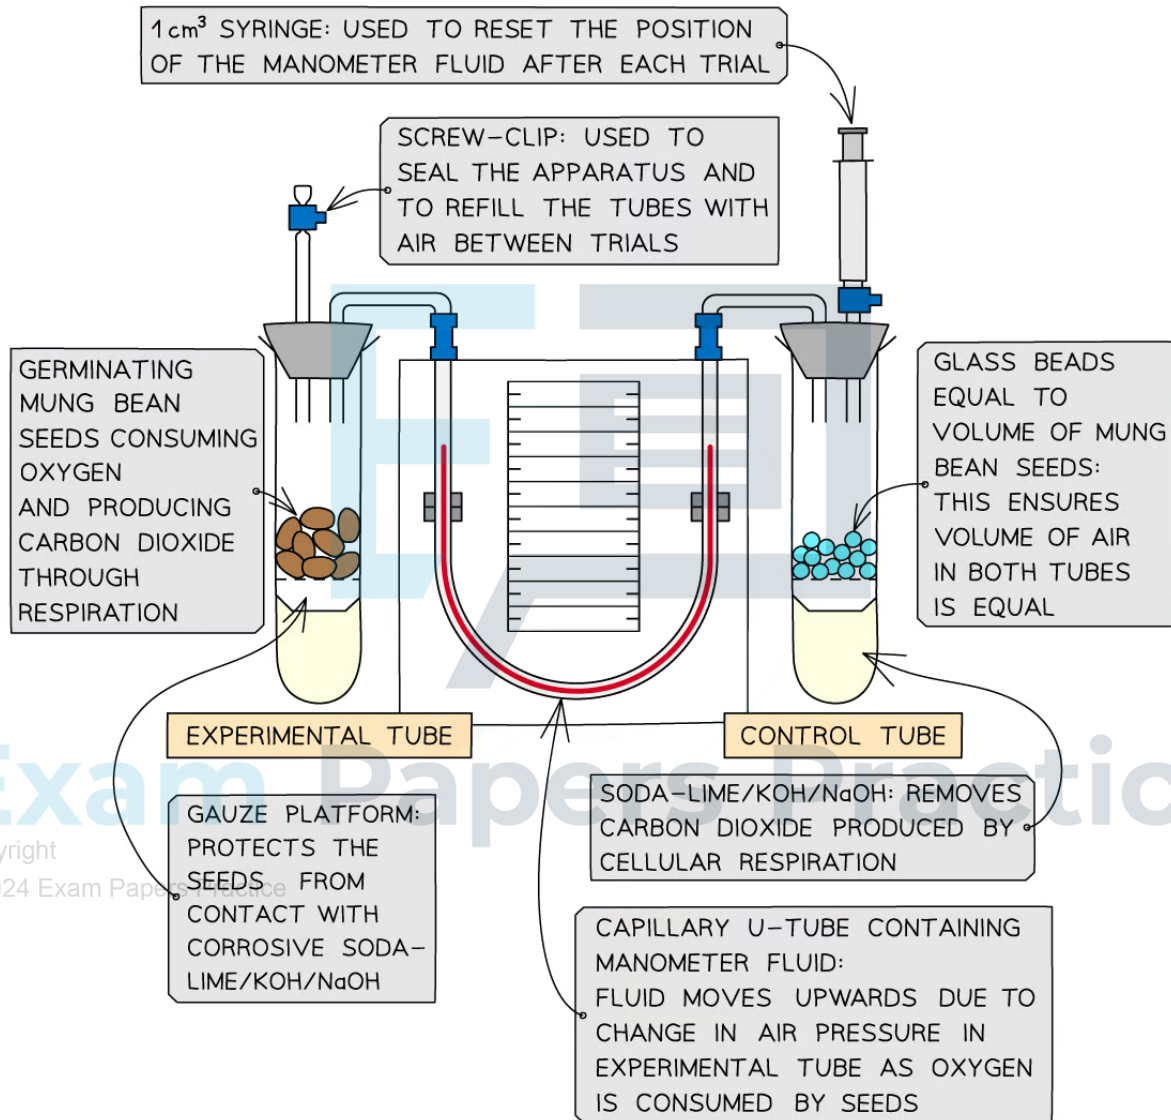 1cm³ SYRINGE: USED TO RESET THE POSITION
OF THE MANOMETER FLUID AFTER EACH TRIAL
SCREW-CLIP: USED TO
SEAL THE APPARATUS AND
TO REFILL THE TUBES WITH
AIR BETWEEN TRIALS
GERMINATING
MUNG BEAN
SEEDS CONSUMING
OXYGEN
AND PRODUCING
CARBON DIOXIDE
THROUGH
RESPIRATION
GLASS BEADS
EQUAL TO
VOLUME OF MUNG
BEAN SEEDS:
THIS ENSURES
VOLUME OF AIR
IN BOTH TUBES
IS EQUAL
EXPERIMENTAL TUBE
CONTROL TUBE
Exam Papers Practic
yright
024 Exam Papers Practice
GAUZE PLATFORM:
PROTECTS THE
SEEDS FROM
CONTACT WITH
CORROSIVE SODA-
LIME/KOH/NaOH
SODA-LIME/KOH/NaOH: REMOVES
CARBON DIOXIDE PRODUCED BY
CELLULAR RESPIRATION
CAPILLARY U-TUBE CONTAINING
MANOMETER FLUID:
FLUID MOVES UPWARDS DUE TO
CHANGE IN AIR PRESSURE IN
EXPERIMENTAL TUBE AS OXYGEN
IS CONSUMED BY SEEDS